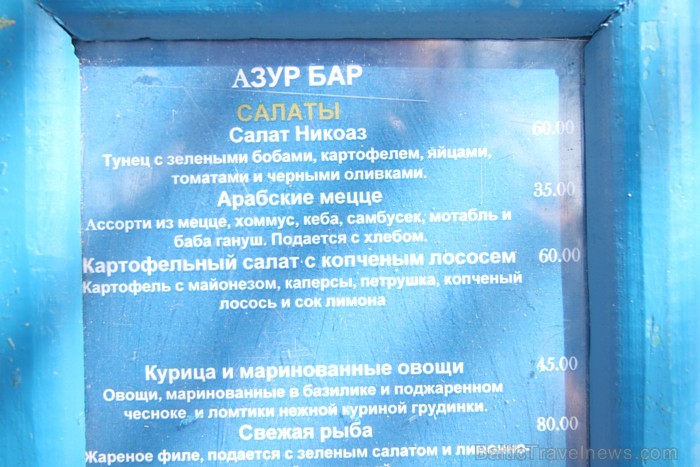 АЗУР БАР
САЛАТЫ
Салат Никоаз 60.00
Тунец с зелеными бобами, картофелем, яйцами,
томатами и черными оливками.
Арабские мецце 35.00
Ассорти из мецце, хоммус, кеба, самбусек, мотабль и
баба гануш. Подается с хлебом.
Картофельный салат с копченым лососем 60.00
Картофель с майонезом, каперсы, петрушка, копченый
лосось и сок лимона
Курица и маринованные овощи 45.00
Овощи, маринованные в базилике и поджаренном
чесноке и ломтики нежной куриной грудинки.
Свежая рыба 80.00
Жареное филе, подается с зеленым салатом и лимонно-
BalticTravelnews.com